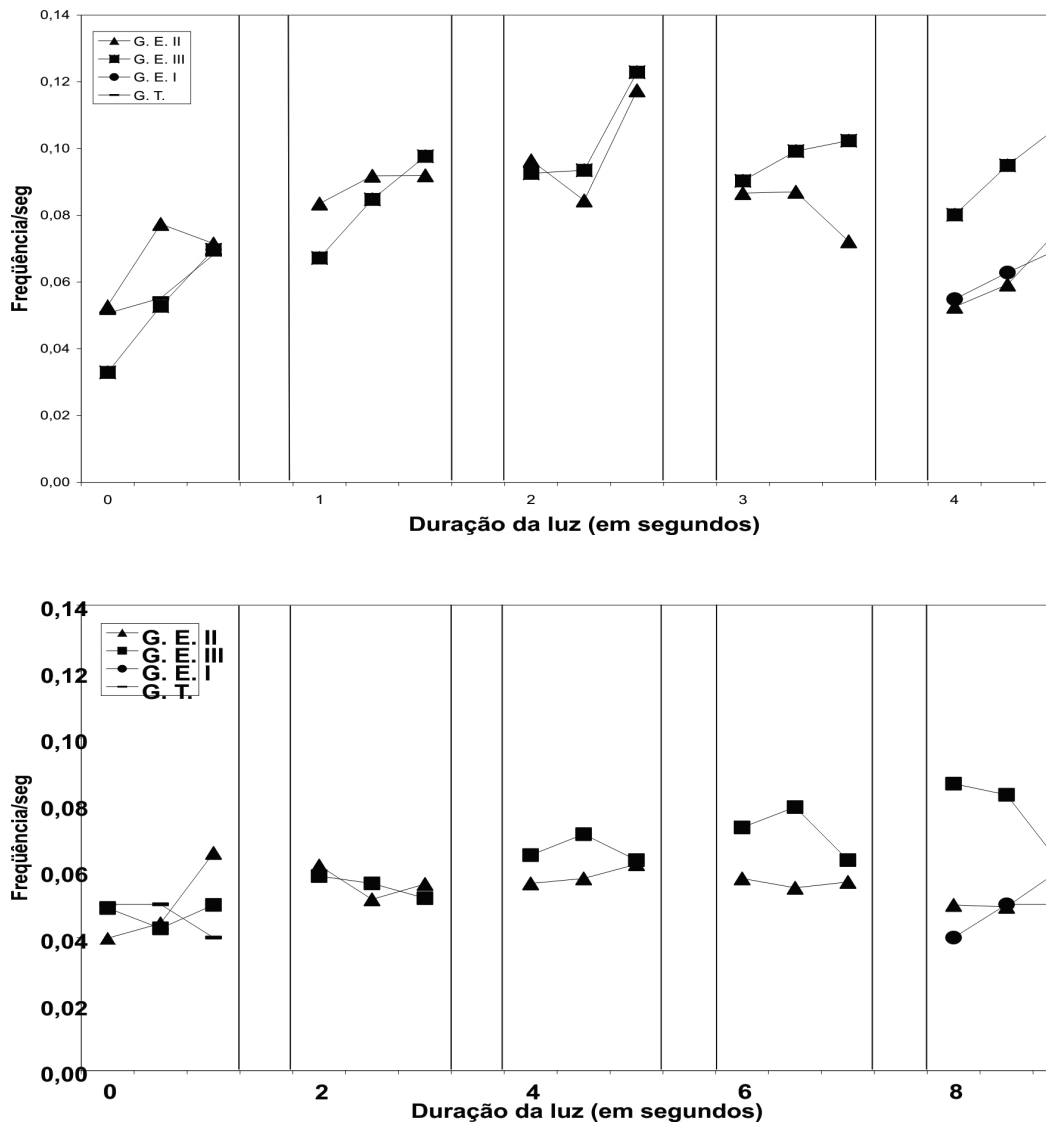 0,14
G. E. II
G. E. III
G. E. I
G. T.
0,12
0,10
0,08
0,06
0,04
0,02
0,00
Freqüência/seg
0 1 2 3 4
Duração da luz (em segundos)
0,14
G. E. II
G. E. III
G. E. I
G. T.
0,12
0,10
0,08
0,06
0,04
0,02
0,00
Freqüência/seg
0 2 4 6 8
Duração da luz (em segundos)